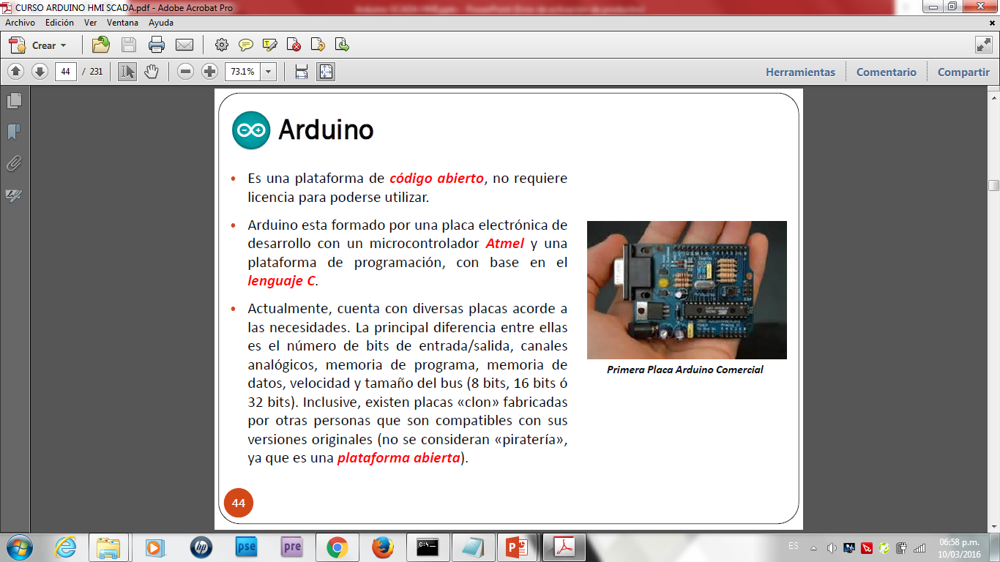 CURSO ARDUINO HMI SCADA.pdf - Adobe Acrobat Pro
Archivo Edición Ver Ventana Ayuda
Crear
44 / 231 73.1% Herramientas Comentario Compartir
Arduino
• Es una plataforma de código abierto, no requiere
licencia para poderse utilizar.
• Arduino esta formado por una placa electrónica de
desarrollo con un microcontrolador Atmel y una
plataforma de programación, con base en el
lenguaje C.
• Actualmente, cuenta con diversas placas acorde a
las necesidades. La principal diferencia entre ellas
es el número de bits de entrada/salida, canales
analógicos, memoria de programa, memoria de
datos, velocidad y tamaño del bus (8 bits, 16 bits ó
32 bits). Inclusive, existen placas «clon» fabricadas
por otras personas que son compatibles con sus
versiones originales (no se consideran «piratería»,
ya que es una plataforma abierta).
Primera Placa Arduino Comercial
44
hp pse pre C:\ ES
06:58 p.m.
10/03/2016